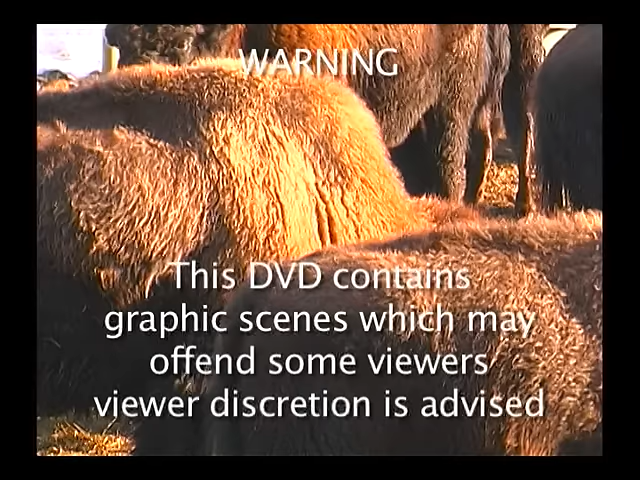 WARNING
This DVD contains
graphic scenes which may
offend some viewers
viewer discretion is advised